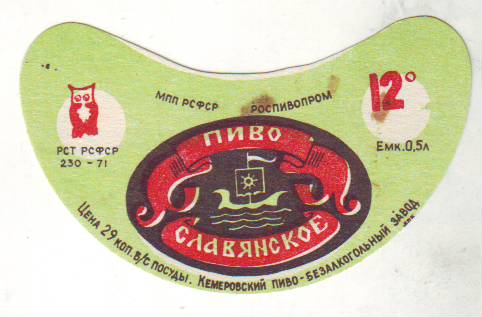 МПП РСФСР РОСПИВОПРОМ
12°
РСТ РСФСР
230 - 71
Емк.0,5л
ПИВО
СЛАВЯНСКОЕ
Цена 29 коп. в/с посуды. Кемеровский пиво-безалкогольный завод